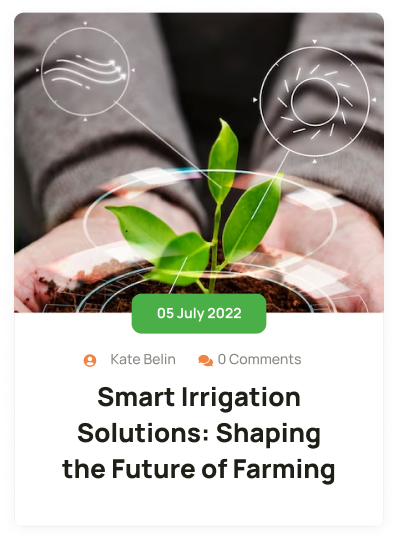 05 July 2022
Kate Belin 0 Comments
Smart Irrigation
Solutions: Shaping
the Future of Farming